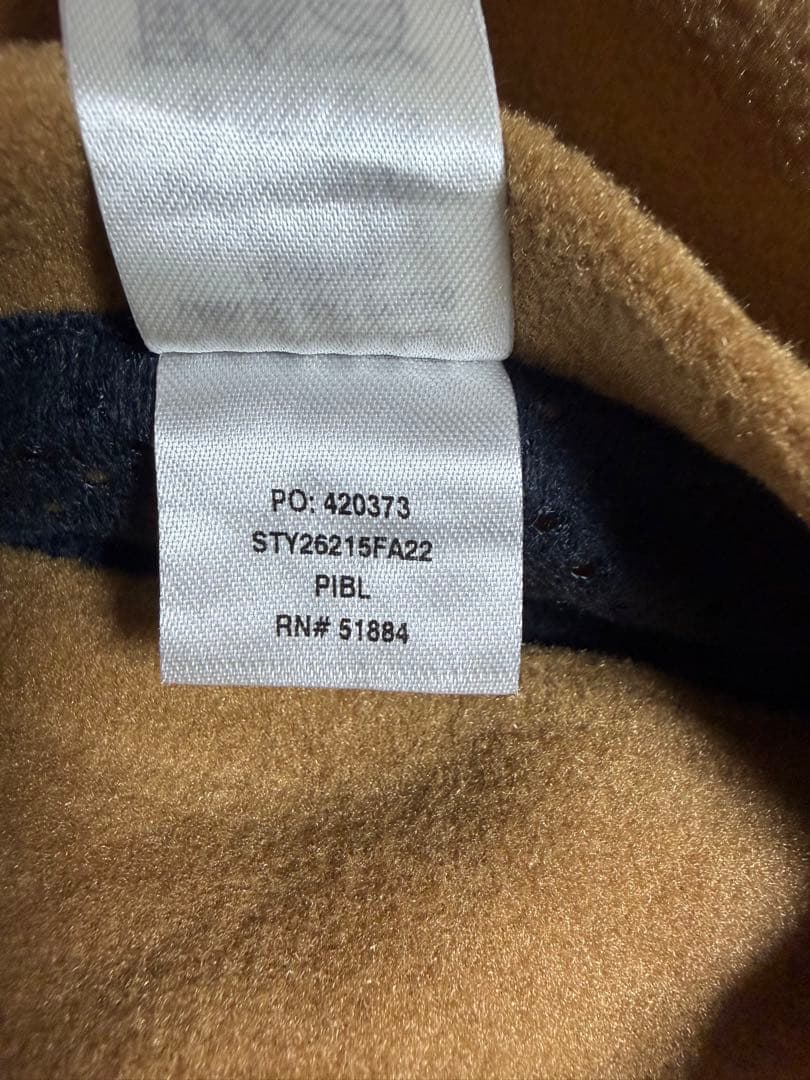 PO: 420373
STY26215FA22
PIBL
RN# 51884